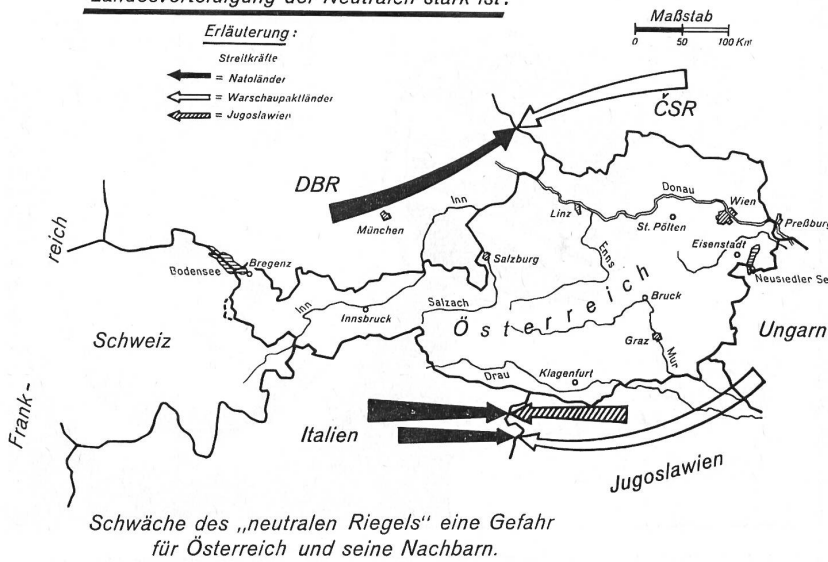 Landesverteidigung der Neutralen stark ist.
Erläuterung:
Streitkräfte
= Natoländer
= Warschaupaktländer
= Jugoslawien
Maßstab
0 50 100 Km
ČSR
DBR
München
Inn
Linz
Donau
Wien
St. Pölten
Preßburg
Eisenstadt
Neusiedler See
Frank-
reich
Bodensee
Bregenz
Salzburg
Enns
Inn
Innsbruck
Salzach
Österreich
Bruck
Schweiz
Graz
Mur
Ungarn
Drau
Klagenfurt
Italien
Jugoslawien
Schwäche des „neutralen Riegels“ eine Gefahr
für Österreich und seine Nachbarn.